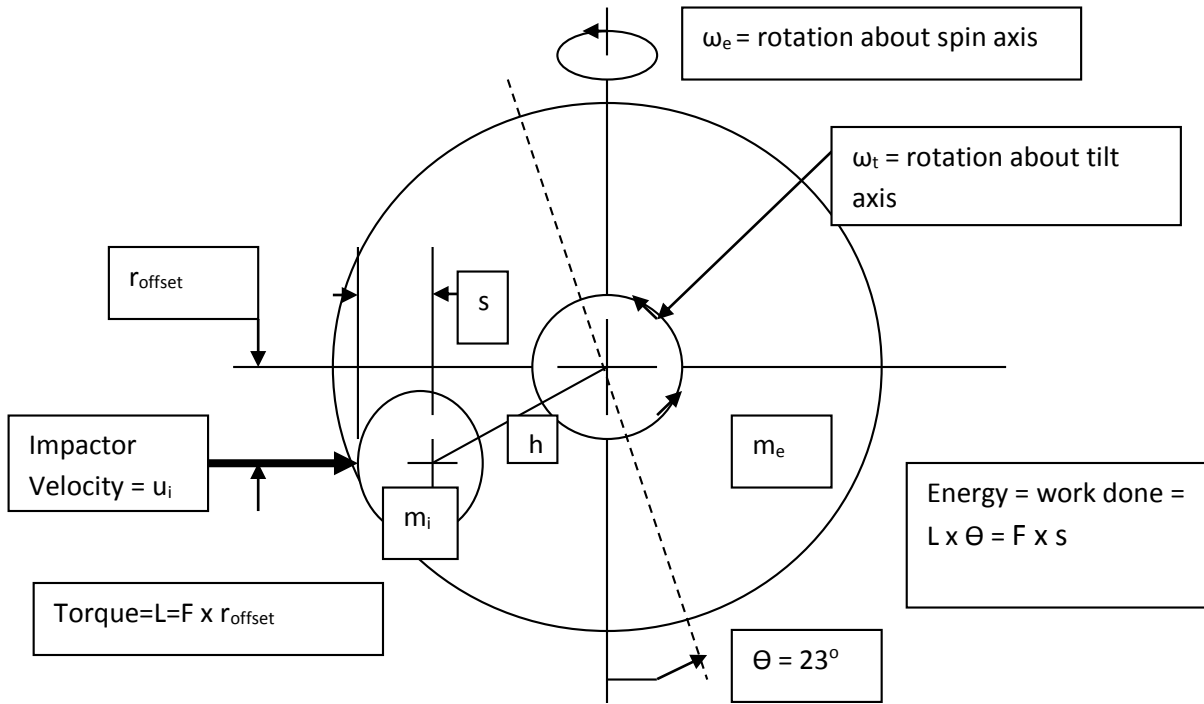 ωe = rotation about spin axis
ωt = rotation about tilt
axis
roffset
s
Impactor
Velocity = ui
h
me
mi
Energy = work done =
L x ϴ = F x s
Torque=L=F x roffset
ϴ = 23o